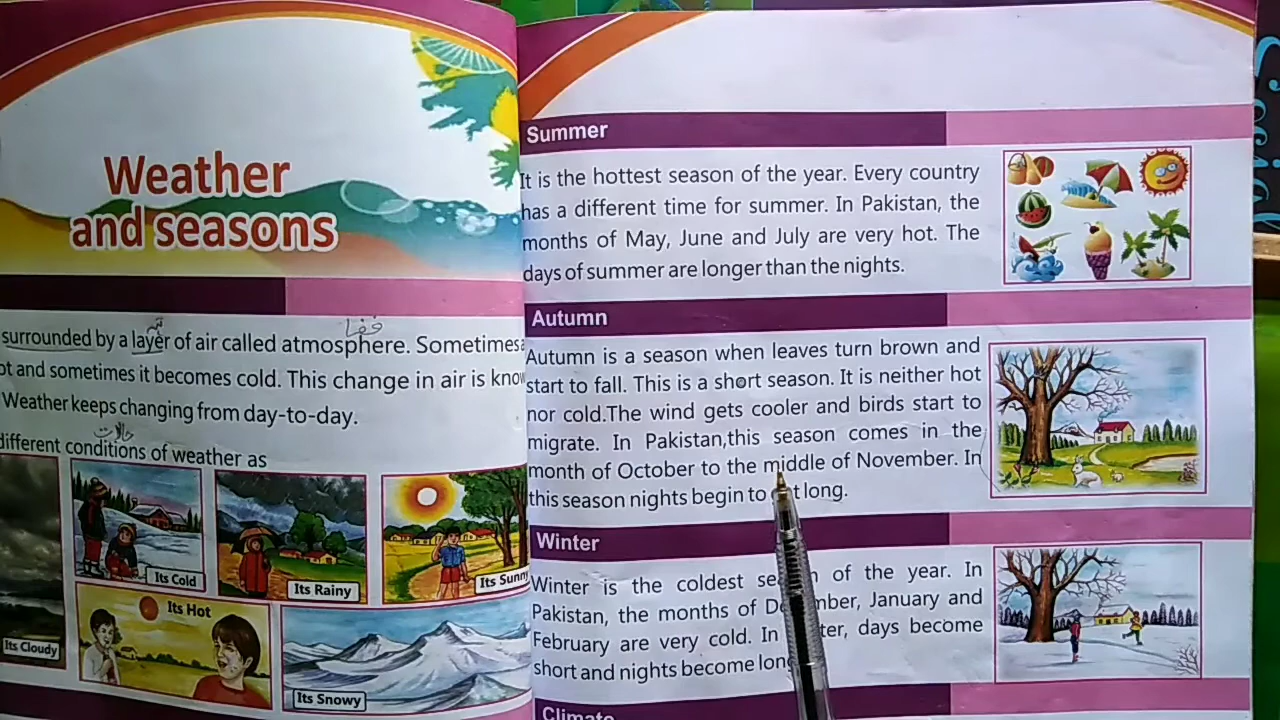 Weather
and seasons
surrounded by a layer of air called atmosphere. Sometimes
and sometimes it becomes cold. This change in air is
Weather keeps changing from day-to-day.
different conditions of weather as
Its Cold
Its Rainy
Its Sunny
Its Cloudy
Its Hot
Its Snowy
Summer
It is the hottest season of the year. Every country
has a different time for summer. In Pakistan, the
months of May, June and July are very hot. The
days of summer are longer than the nights.
Autumn
Autumn is a season when leaves turn brown and
start to fall. This is a short season. It is neither hot
nor cold.The wind gets cooler and birds start to
migrate. In Pakistan,this season comes in the
month of October to the middle of November. In
this season nights begin to get long.
Winter
Winter is the coldest season of the year. In
Pakistan, the months of December, January and
February are very cold. In winter, days become
short and nights become long
Climate